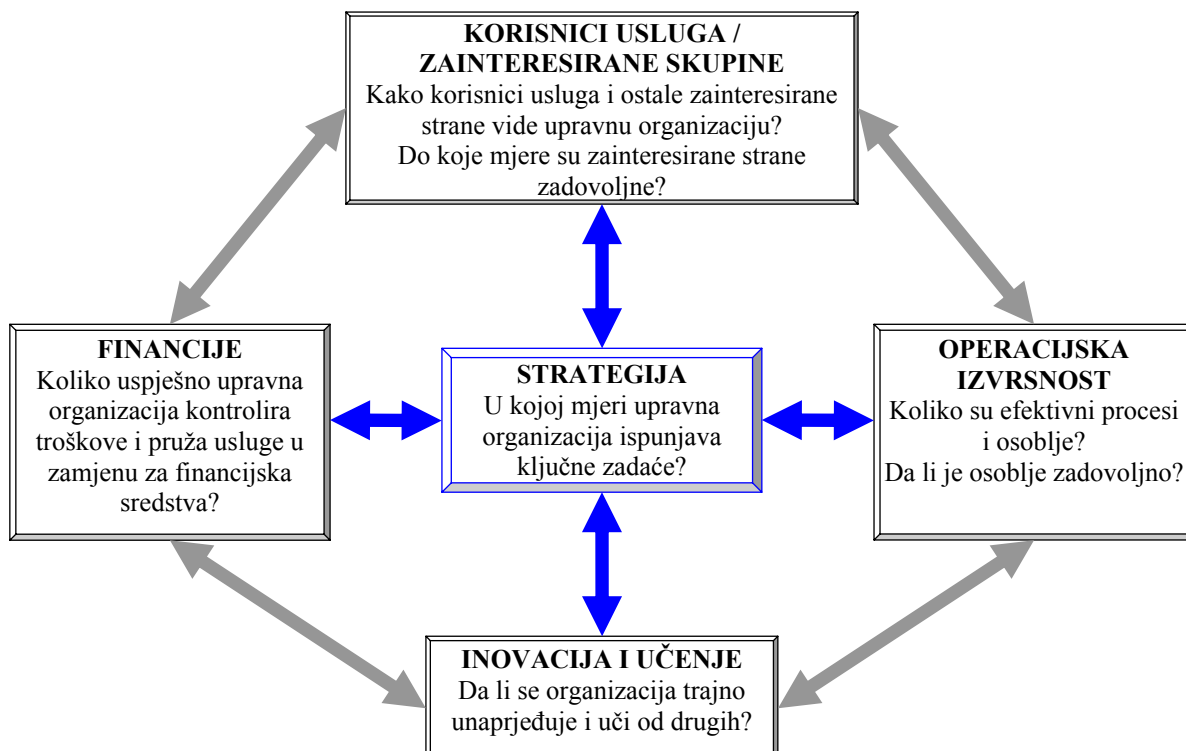 KORISNICI USLUGA /
ZAINTERESIRANE SKUPINE
Kako korisnici usluga i ostale zainteresirane
strane vide upravnu organizaciju?
Do koje mjere su zainteresirane strane
zadovoljne?
FINANCIJE
Koliko uspješno upravna
organizacija kontrolira
troškove i pruža usluge u
zamjenu za financijska
sredstva?
STRATEGIJA
U kojoj mjeri upravna
organizacija ispunjava
ključne zadaće?
OPERACIJSKA
IZVRSNOST
Koliko su efektivni procesi
i osoblje?
Da li je osoblje zadovoljno?
INOVACIJA I UČENJE
Da li se organizacija trajno
unaprjeđuje i uči od drugih?